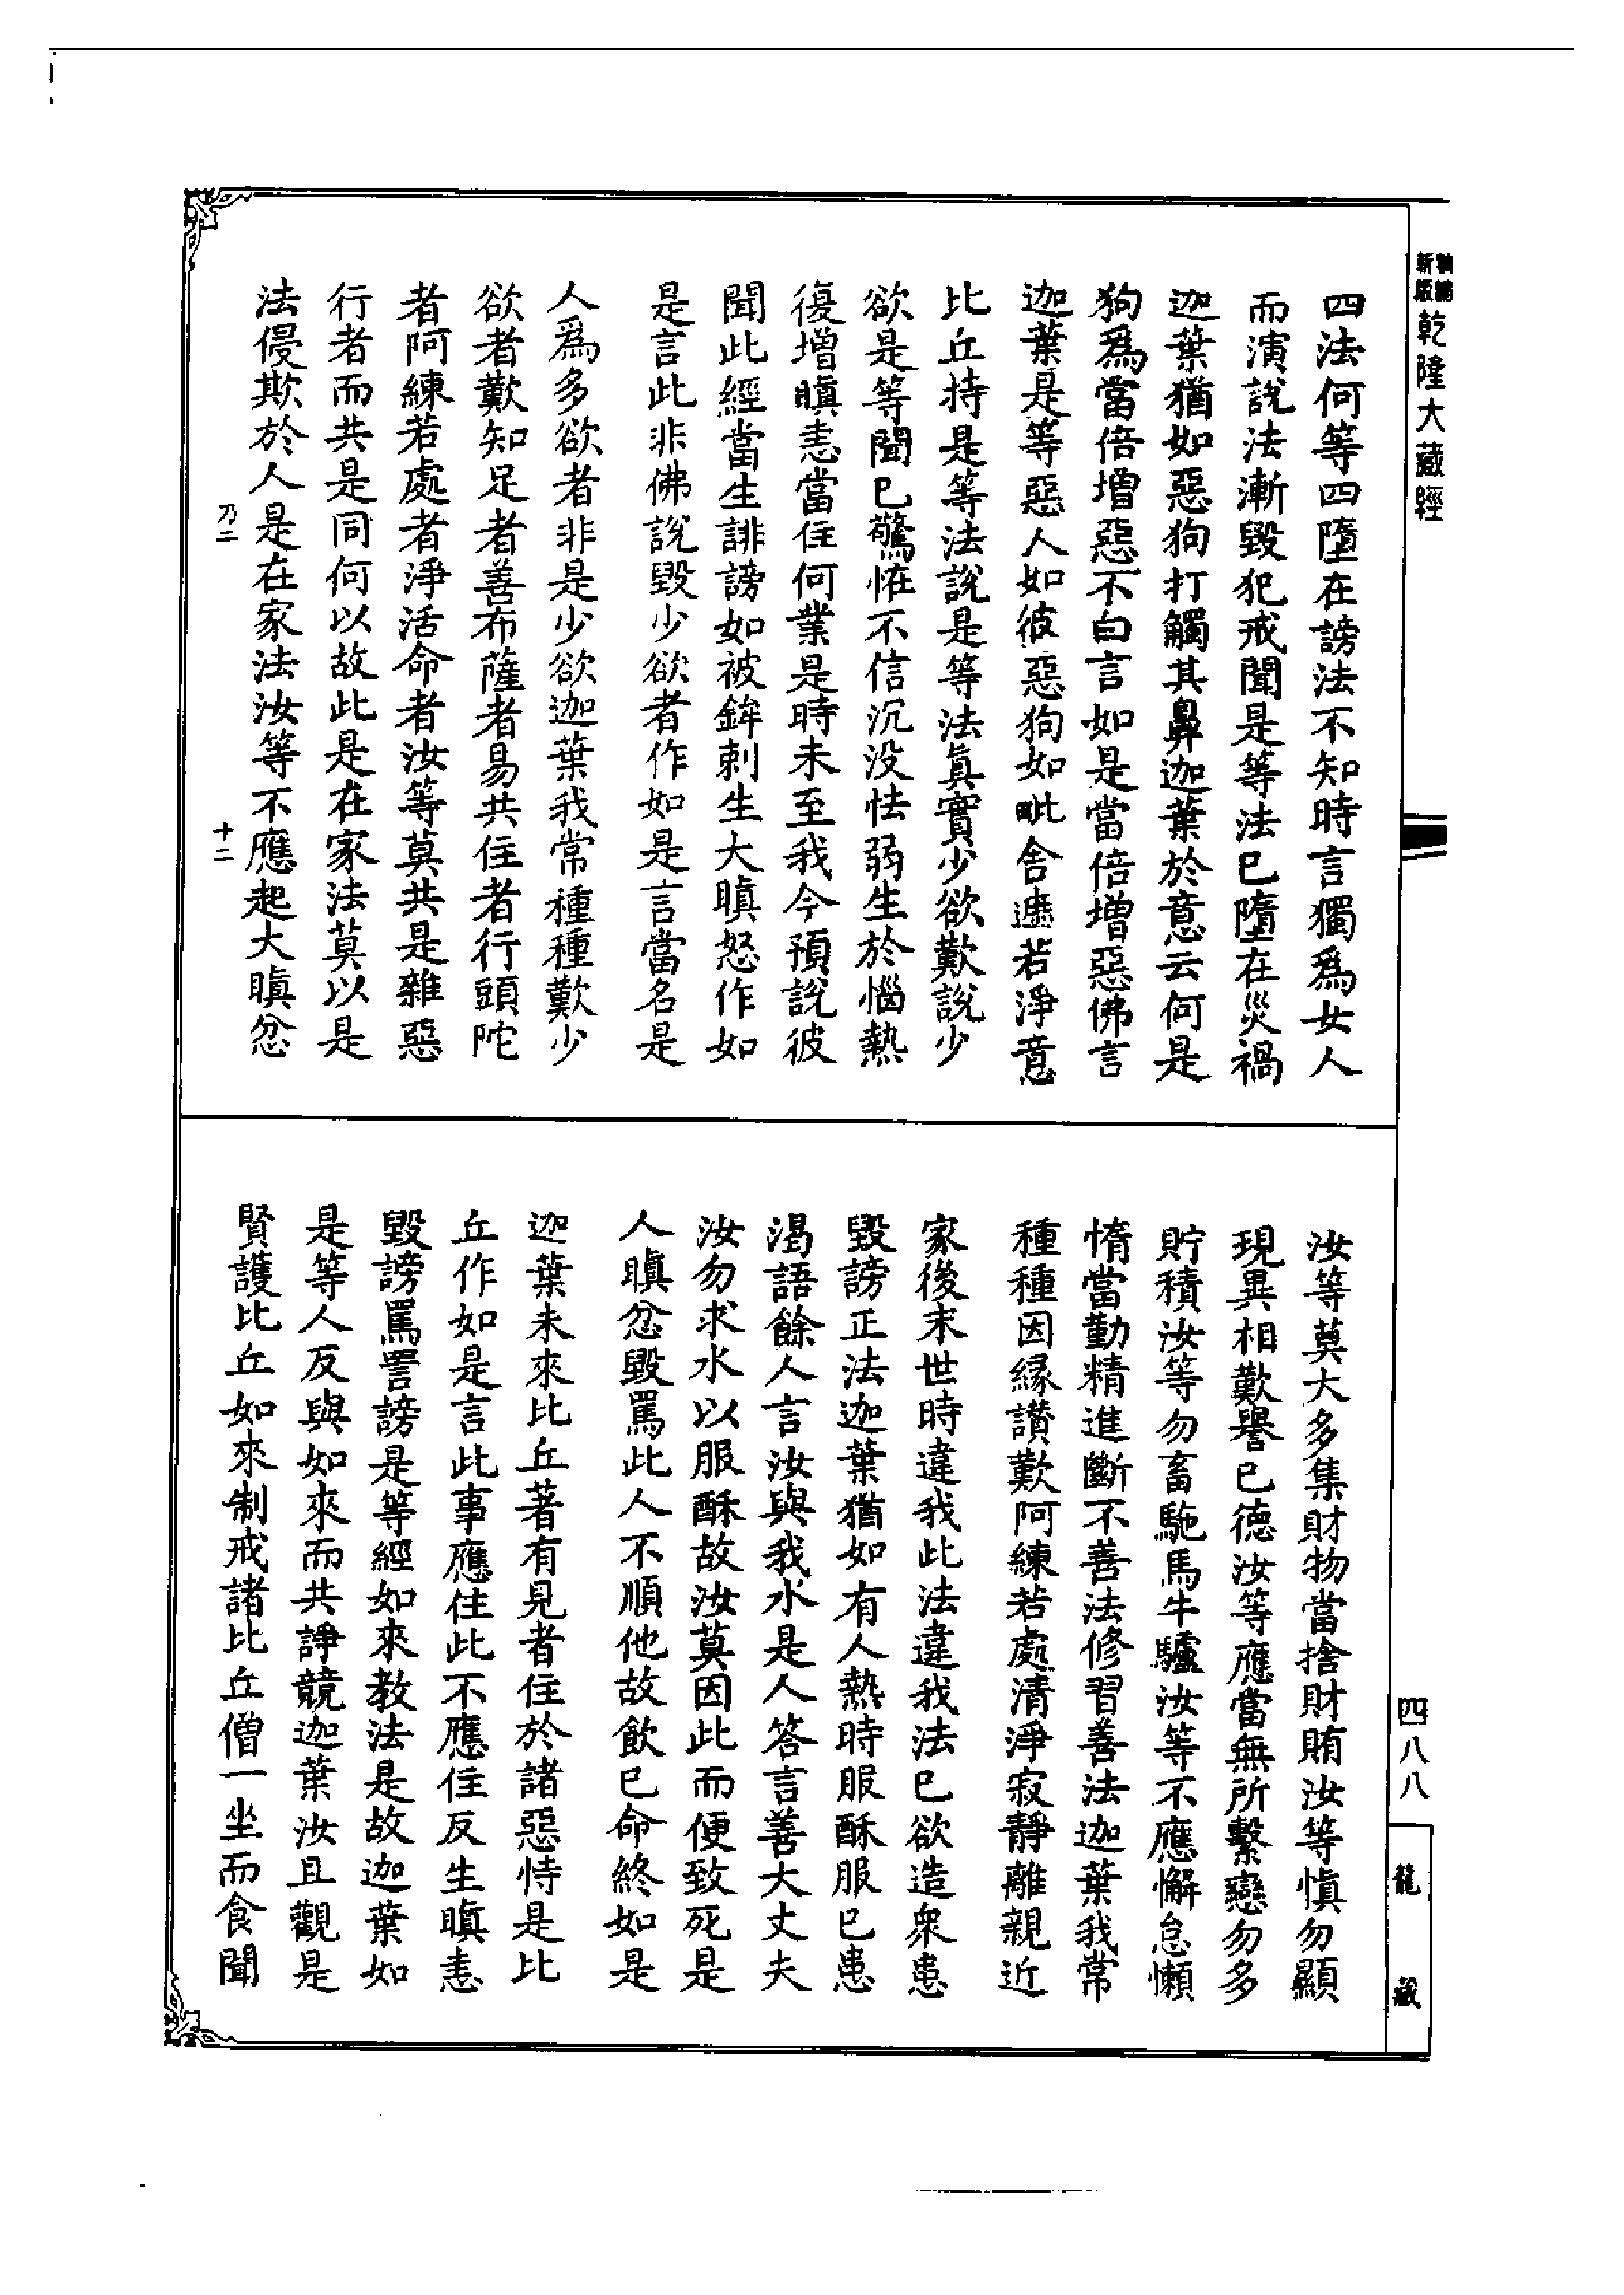 新版
乾隆大藏經
四法何等四墮在謗法不知時言獨爲女人
而演說法漸毀犯戒聞是等法已墮在災禍
迦葉猶如惡狗打觸其鼻迦葉於意云何是
狗爲當倍增惡不白言如是當倍增惡佛言
迦葉是等惡人如彼惡狗如毗舍遮若淨意
比丘持是等法說是等法眞實少欲歎說少
欲是等聞已驚恠不信沉没怯弱生於惱熱
復增瞋恚當住何業是時未至我今預說彼
聞此經當生誹謗如被鉾刺生大瞋怒作如
是言此非佛說毀少欲者作如是言當名是
人爲多欲者非是少欲迦葉我常種種歎少
欲者歎知足者善布薩者易共住者行頭陀
者阿練若處者淨活命者汝等莫共是雜惡
行者而共是同何以故此是在家法莫以是
法侵欺於人是在家法汝等不應起大瞋忿
乃二
十二
汝等莫大多集財物當捨財賄汝等愼勿顯
現異相歎譽已德汝等應當無所繫戀勿多
貯積汝等勿畜馳馬牛驢汝等不應懈怠懶
惰當勤精進斷不善法修習善法迦葉我常
種種因緣讃歎阿練若處清淨寂靜離親近
家後末世時違我此法違我法已欲造衆患
毀謗正法迦葉猶如有人熱時服酥服已患
渴語餘人言汝與我水是人答言善大丈夫
汝勿求水以服酥故汝莫因此而便致死是
人瞋忿毀罵此人不順他故飲已命終如是
迦葉未來比丘著有見者住於諸惡恃是比
丘作如是言此事應住此不應住反生瞋恚
毀謗罵詈謗是等經如來教法是故迦葉如
是等人反與如來而共諍競迦葉汝且觀是
賢護比丘如來制戒諸比丘僧一坐而食聞
四八八
龍藏